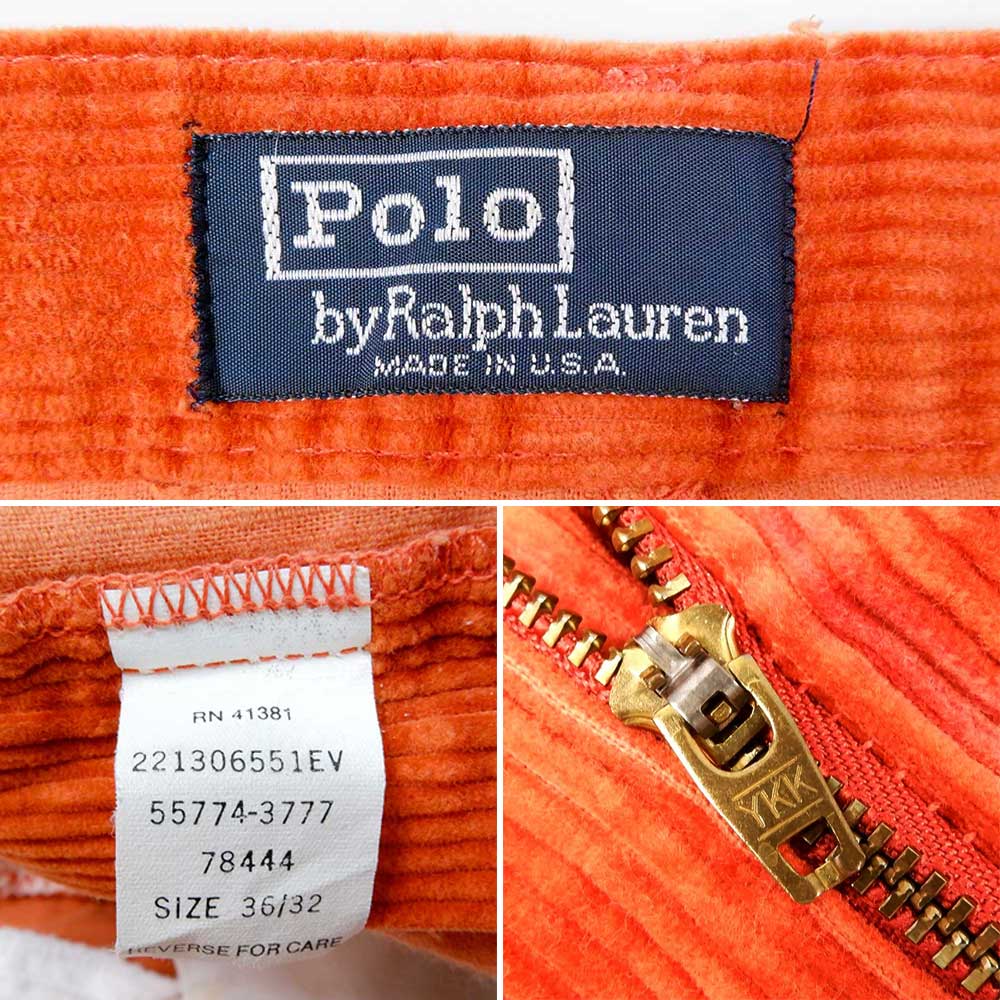 Polo
by Ralph Lauren
MADE IN U.S.A.
RN 41381
221306551EV
55774-3777
78444
SIZE 36/32
REVERSE FOR CARE
YKK